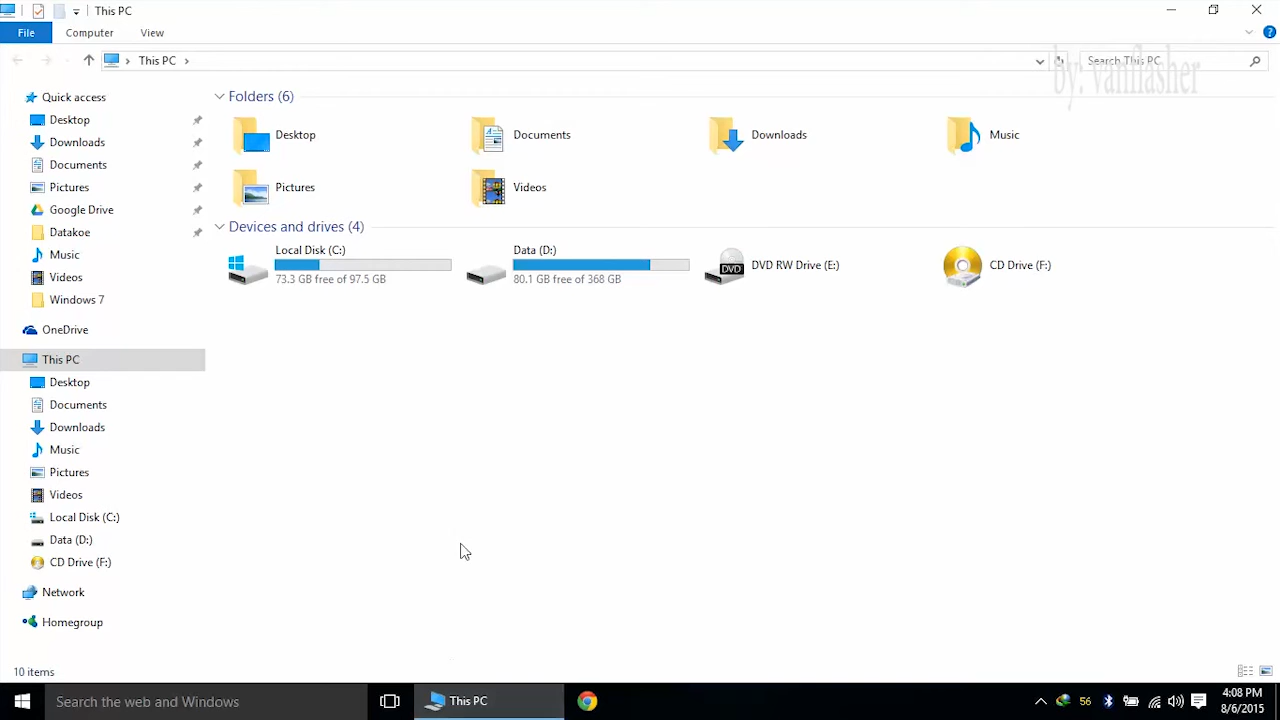 This PC
File
Computer
View
This PC
Search This PC
by: vanflasher
Quick access
Desktop
Downloads
Documents
Pictures
Google Drive
Datakoe
Music
Videos
Windows 7
OneDrive
This PC
Desktop
Documents
Downloads
Music
Pictures
Videos
Local Disk (C:)
Data (D:)
CD Drive (F:)
Network
Homegroup
Folders (6)
Desktop
Documents
Downloads
Music
Pictures
Videos
Devices and drives (4)
Local Disk (C:)
73.3 GB free of 97.5 GB
Data (D:)
80.1 GB free of 368 GB
DVD
DVD RW Drive (E:)
CD Drive (F:)
10 items
Search the web and Windows
This PC
56
4:08 PM
8/6/2015